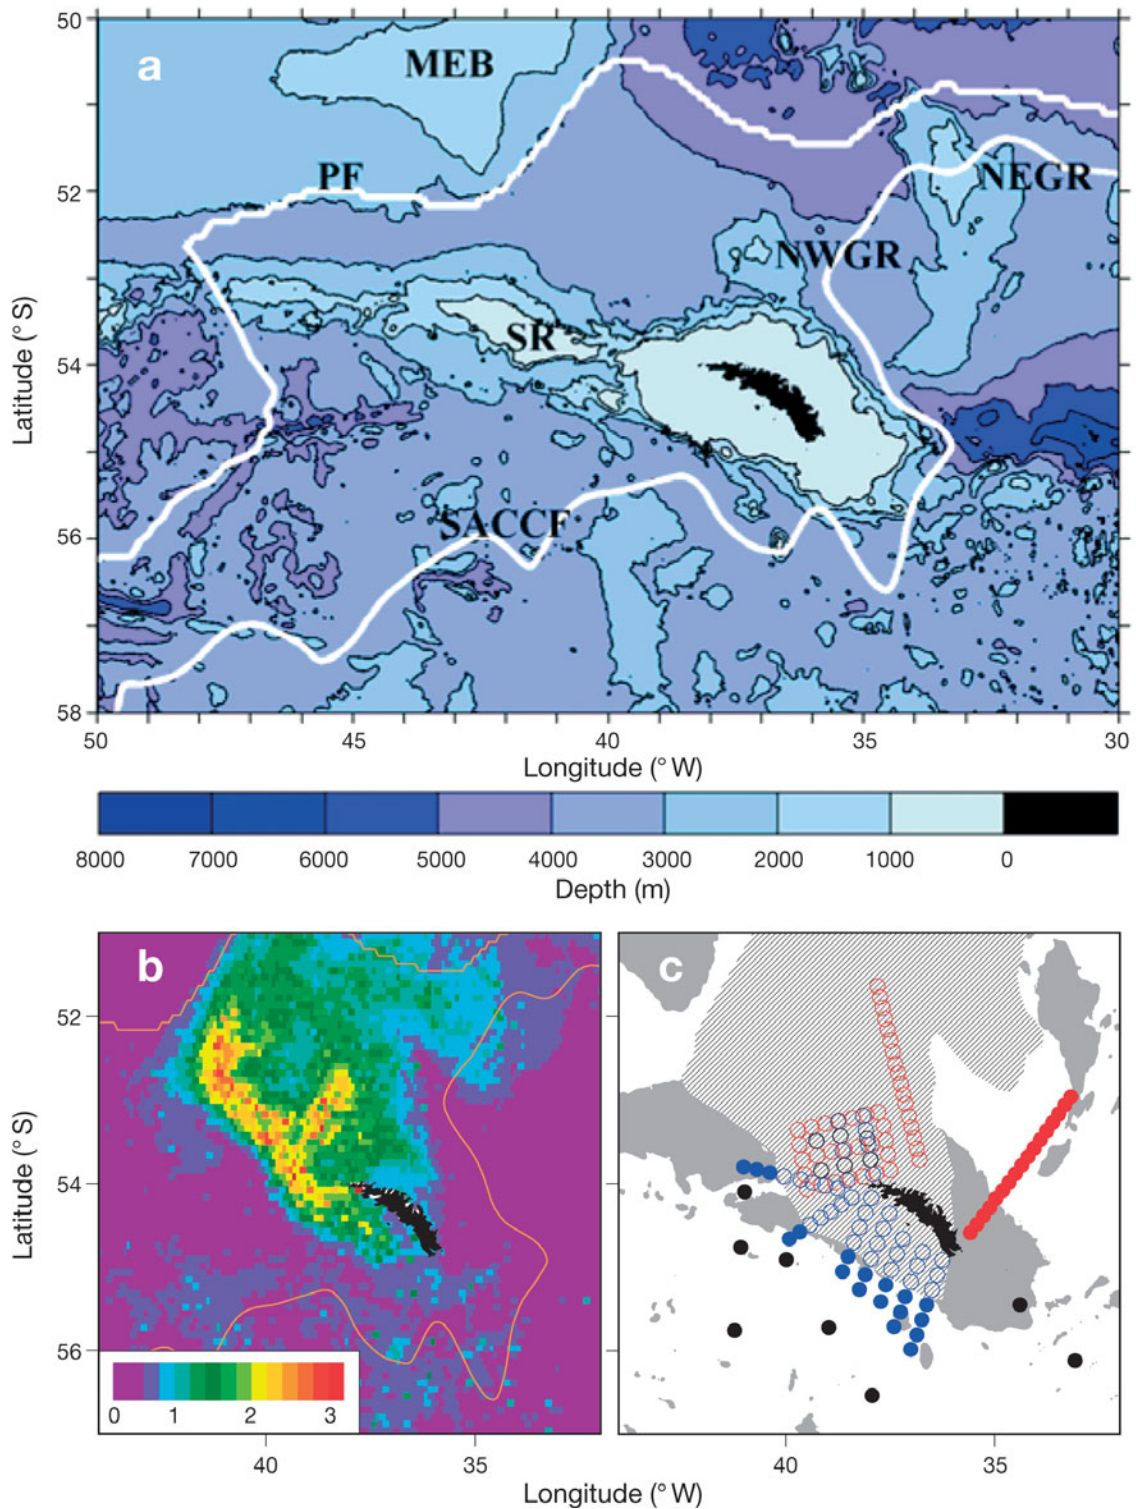 50
a
MEB
PF
52
NEGR
NWGR
SR
54
SACCF
56
58
Latitude (° S)
50 45 40 35 30
Longitude (° W)
8000 7000 6000 5000 4000 3000 2000 1000 0
Depth (m)
b
c
52
54
56
Latitude (° S)
0 1 2 3
40 35 40 35
Longitude (° W)